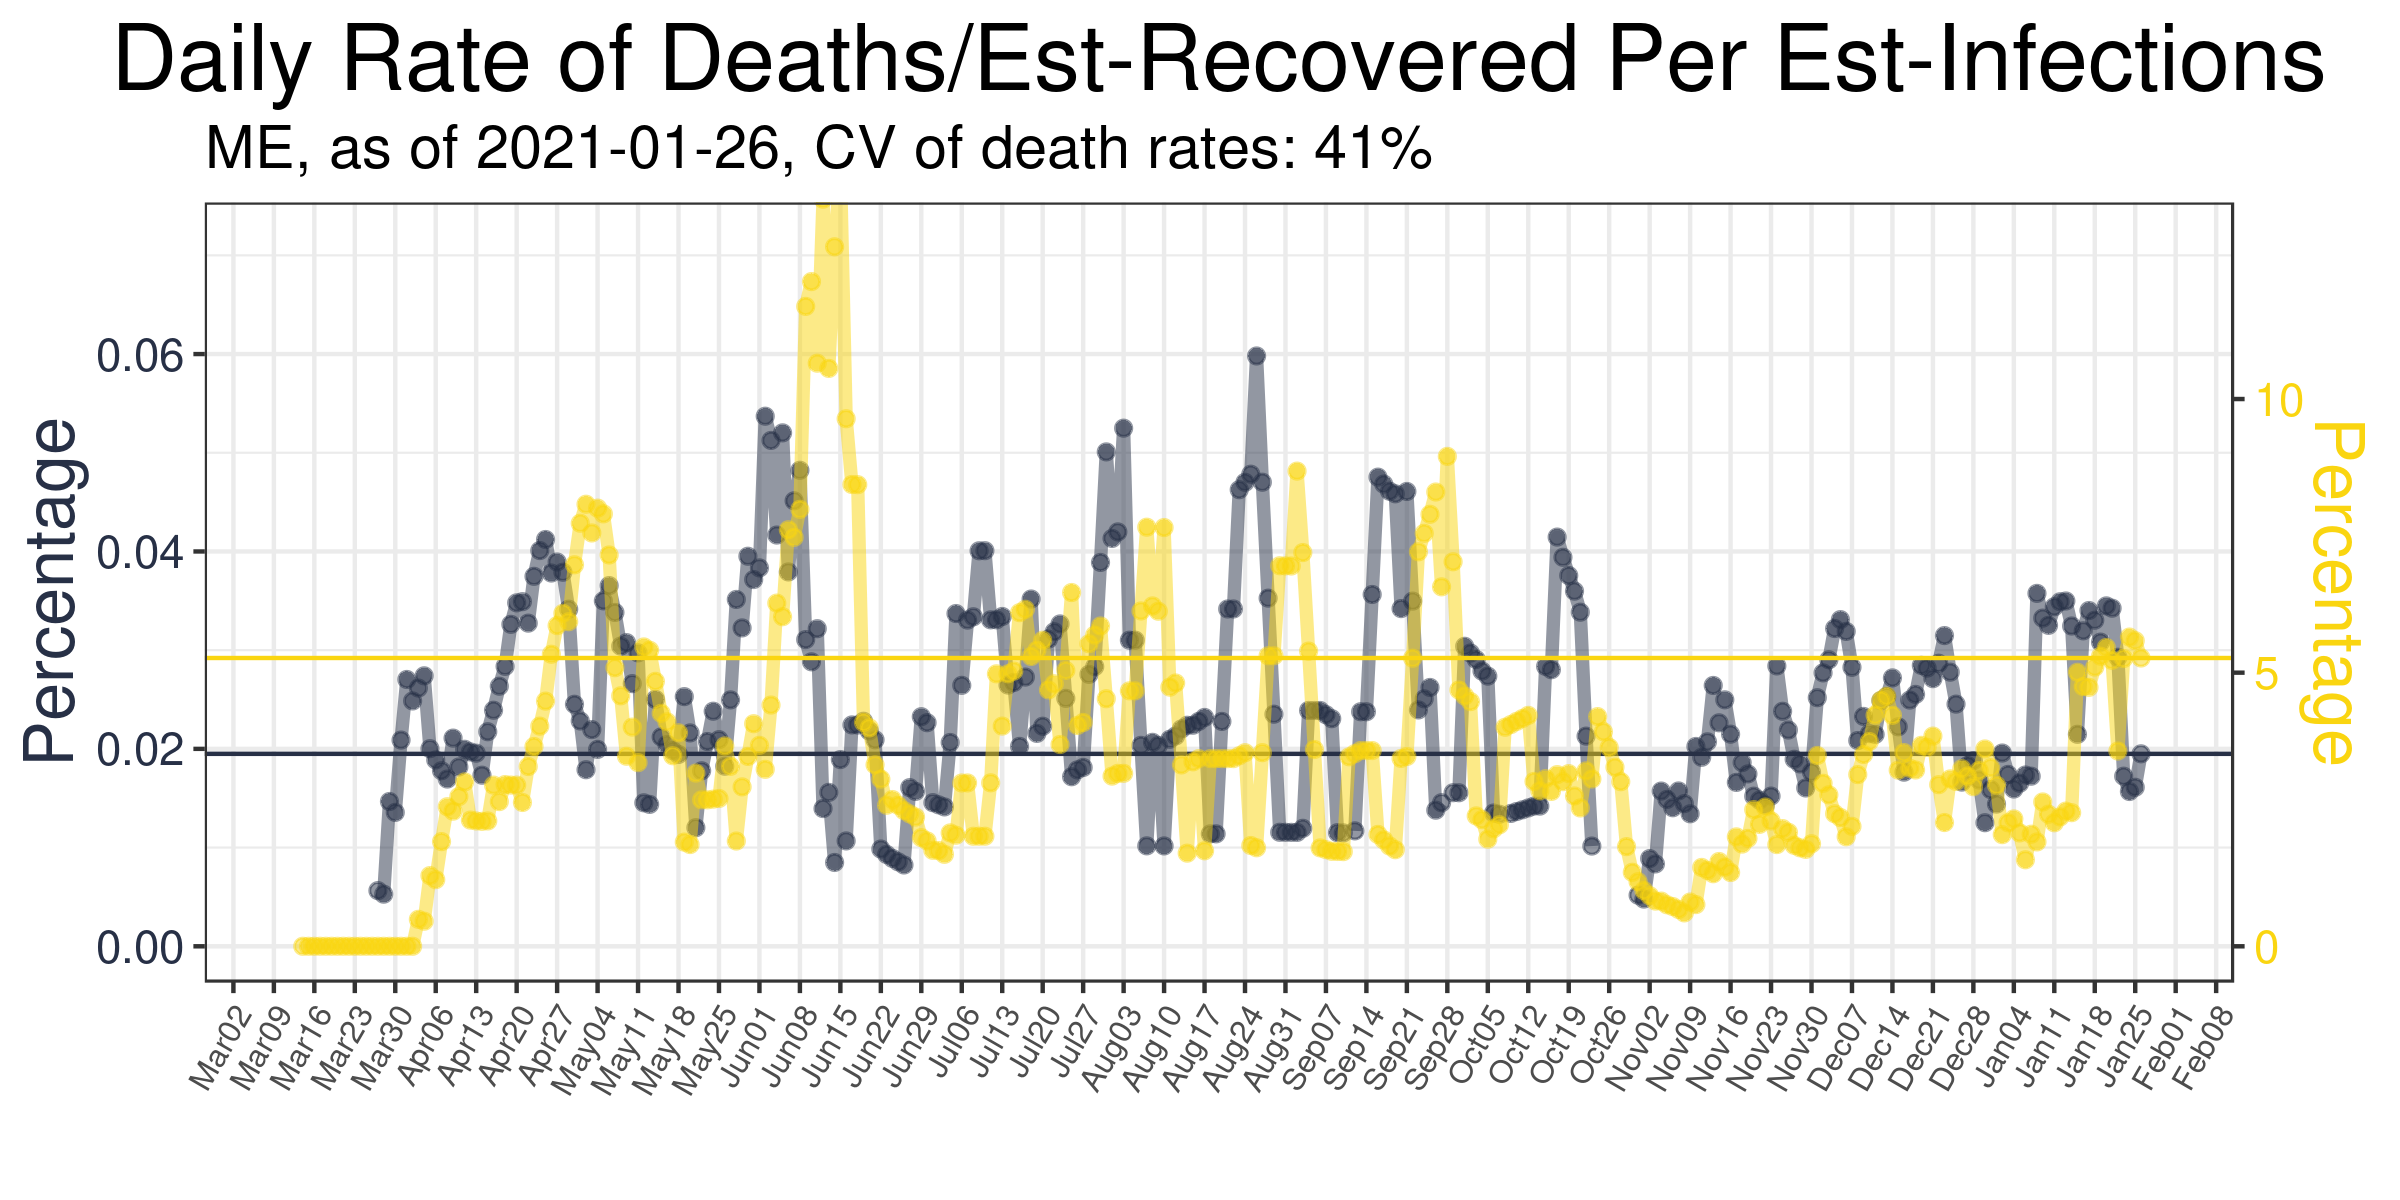 Daily Rate of Deaths/Est-Recovered Per Est-Infections
ME, as of 2021-01-26, CV of death rates: 41%
Percentage
0.06
0.04
0.02
0.00
10
5
0
Percentage
Mar02
Mar09
Mar16
Mar23
Mar30
Apr06
Apr13
Apr20
Apr27
May04
May11
May18
May25
Jun01
Jun08
Jun15
Jun22
Jun29
Jul06
Jul13
Jul20
Jul27
Aug03
Aug10
Aug17
Aug24
Aug31
Sep07
Sep14
Sep21
Sep28
Oct05
Oct12
Oct19
Oct26
Nov02
Nov09
Nov16
Nov23
Nov30
Dec07
Dec14
Dec21
Dec28
Jan04
Jan11
Jan18
Jan25
Feb01
Feb08